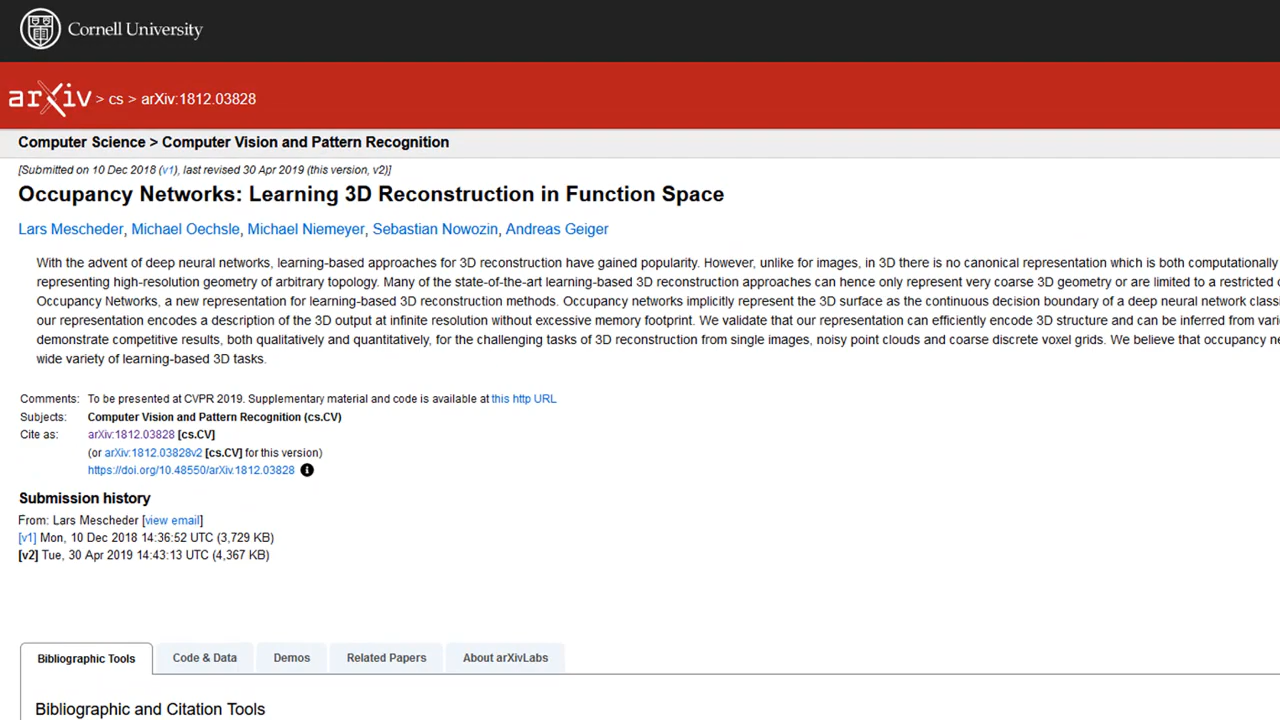 Cornell University
arXiv > cs > arXiv:1812.03828
Computer Science > Computer Vision and Pattern Recognition
[Submitted on 10 Dec 2018 (v1), last revised 30 Apr 2019 (this version, v2)]
Occupancy Networks: Learning 3D Reconstruction in Function Space
Lars Mescheder, Michael Oechsle, Michael Niemeyer, Sebastian Nowozin, Andreas Geiger
With the advent of deep neural networks, learning-based approaches for 3D reconstruction have gained popularity. However, unlike for images, in 3D there is no canonical representation which is both computationally
representing high-resolution geometry of arbitrary topology. Many of the state-of-the-art learning-based 3D reconstruction approaches can hence only represent very coarse 3D geometry or are limited to a restricted
Occupancy Networks, a new representation for learning-based 3D reconstruction methods. Occupancy networks implicitly represent the 3D surface as the continuous decision boundary of a deep neural network clas
our representation encodes a description of the 3D output at infinite resolution without excessive memory footprint. We validate that our representation can efficiently encode 3D structure and can be inferred from var
demonstrate competitive results, both qualitatively and quantitatively, for the challenging tasks of 3D reconstruction from single images, noisy point clouds and coarse discrete voxel grids. We believe that occupancy ne
wide variety of learning-based 3D tasks.
Comments: To be presented at CVPR 2019. Supplementary material and code is available at this http URL
Subjects: Computer Vision and Pattern Recognition (cs.CV)
Cite as: arXiv:1812.03828 [cs.CV]
(or arXiv:1812.03828v2 [cs.CV] for this version)
https://doi.org/10.48550/arXiv.1812.03828
Submission history
From: Lars Mescheder [view email]
[v1] Mon, 10 Dec 2018 14:36:52 UTC (3,729 KB)
[v2] Tue, 30 Apr 2019 14:43:13 UTC (4,367 KB)
Bibliographic Tools Code & Data Demos Related Papers About arXivLabs
Bibliographic and Citation Tools